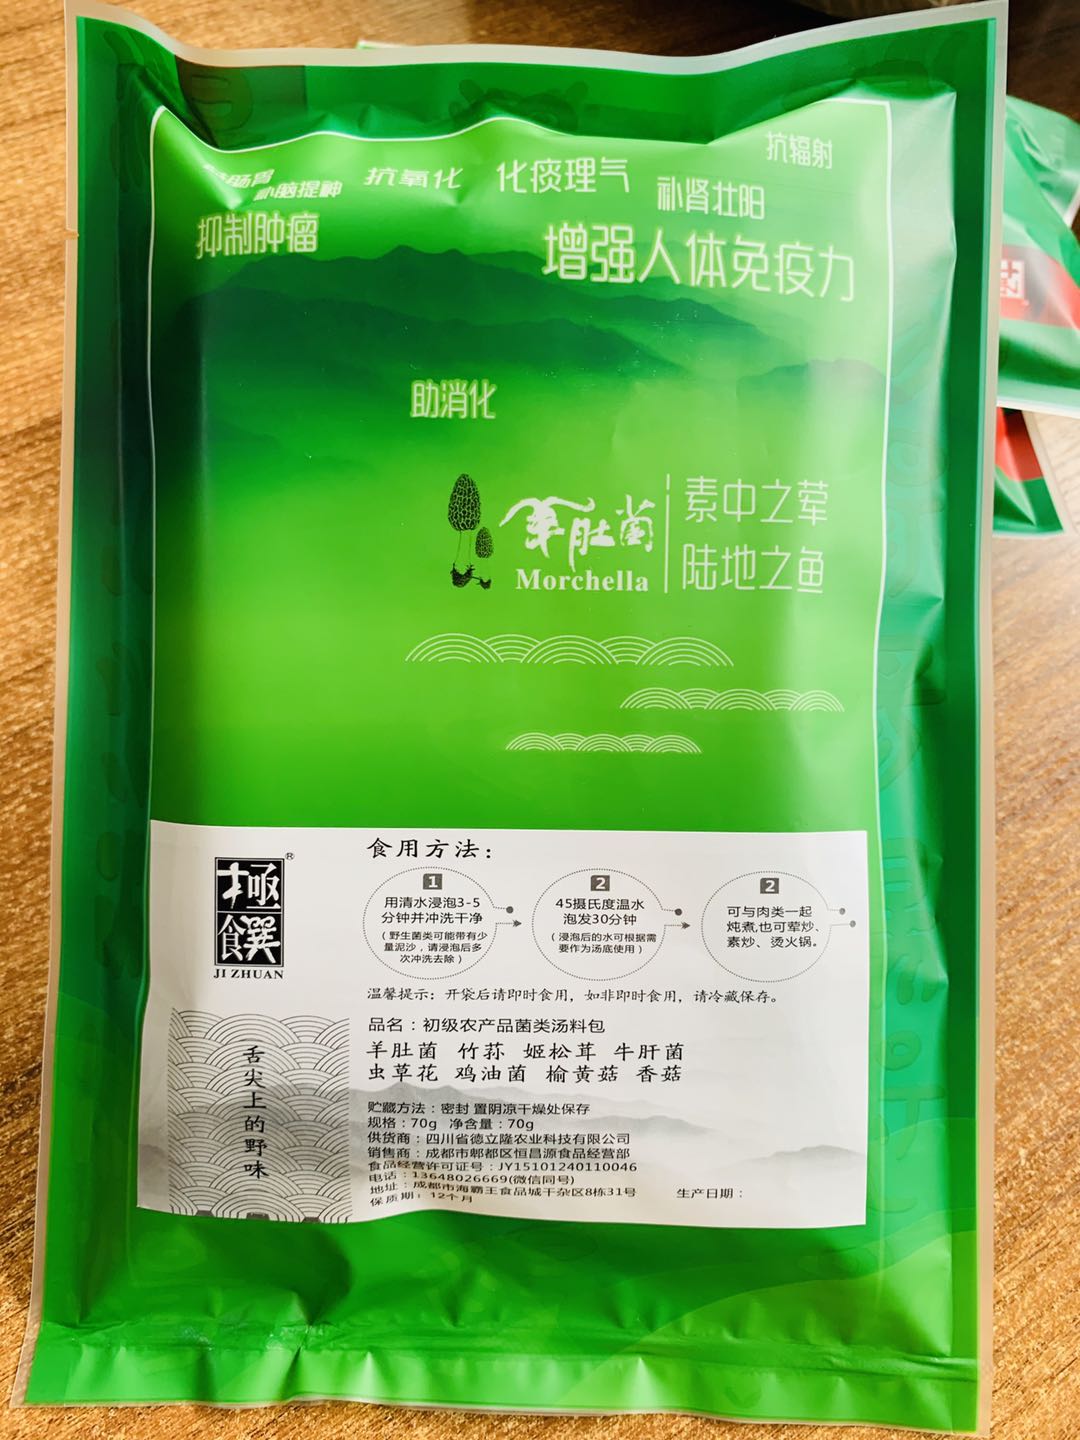 肠胃
补脑提神
抗氧化
化痰理气
抗辐射
补肾壮阳
抑制肿瘤
增强人体免疫力
助消化
羊肚菌
Morchella
素中之荤
陆地之鱼
極食饌®
JI ZHUAN
舌尖上的野味
食用方法：
1
用清水浸泡3-5
分钟并冲洗干净
（野生菌类可能带有少
量泥沙，请浸泡后多
次冲洗去除）
2
45摄氏度温水
泡发30分钟
（浸泡后的水可根据需
要作为汤底使用）
2
可与肉类一起
炖煮,也可荤炒、
素炒、烫火锅。
温馨提示：开袋后请即时食用，如非即时食用，请冷藏保存。
品名：初级农产品菌类汤料包
羊肚菌 竹荪 姬松茸 牛肝菌
虫草花 鸡油菌 榆黄菇 香菇
贮藏方法：密封 置阴凉干燥处保存
规格：70g 净含量：70g
供货商：四川省德立隆农业科技有限公司
销售商：成都市郫都区恒昌源食品经营部
食品经营许可证号：JY15101240110046
电话：13648026669(微信同号)
地址：成都市海霸王食品城干杂区8栋31号
保质期：12个月
生产日期：